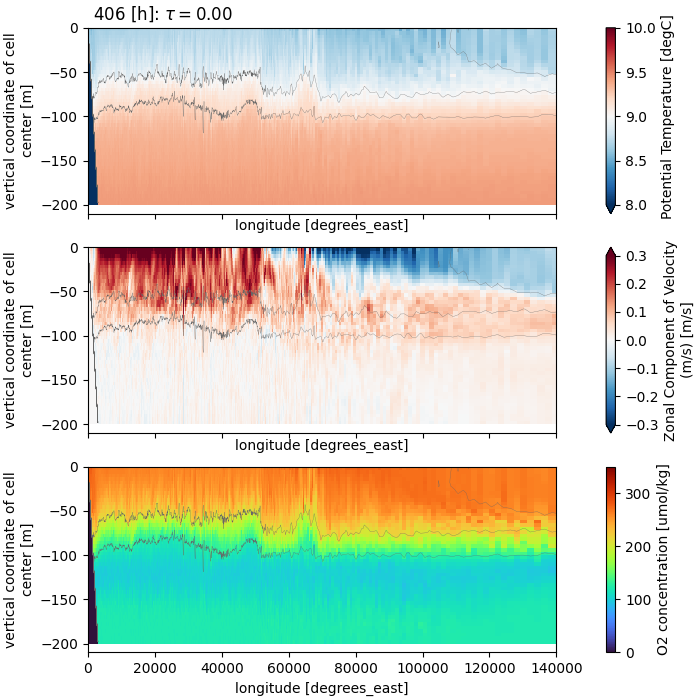 406 [h]: τ = 0.00
0
−50
−100
−150
−200
vertical coordinate of cell
center [m]
longitude [degrees_east]
10.0
9.5
9.0
8.5
8.0
Potential Temperature [degC]
0
−50
−100
−150
−200
vertical coordinate of cell
center [m]
longitude [degrees_east]
0.3
0.2
0.1
0.0
−0.1
−0.2
−0.3
Zonal Component of Velocity
(m/s) [m/s]
0
−50
−100
−150
−200
vertical coordinate of cell
center [m]
0 20000 40000 60000 80000 100000 120000 140000
longitude [degrees_east]
300
200
100
0
O2 concentration [umol/kg]